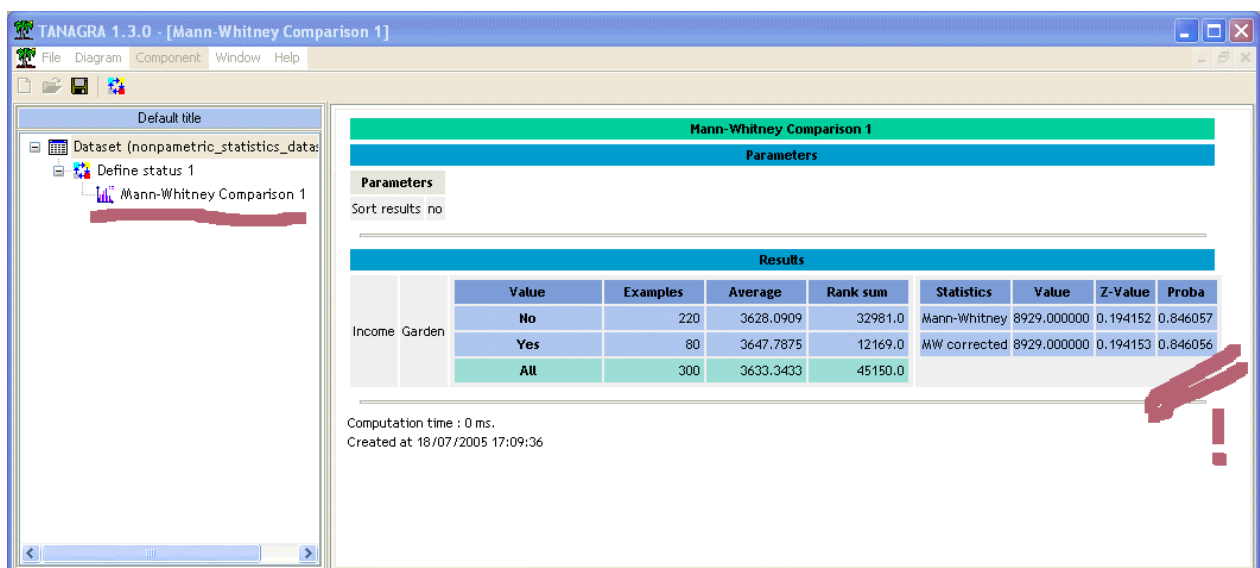 TANAGRA 1.3.0 - [Mann-Whitney Comparison 1]
File Diagram Component Window Help
Default title
Dataset (nonpametric_statistics_data
Define status 1
Mann-Whitney Comparison 1
Mann-Whitney Comparison 1
Parameters
Parameters
Sort results no
Results
Income Garden
Value Examples Average Rank sum
No 220 3628.0909 32981.0
Yes 80 3647.7875 12169.0
All 300 3633.3433 45150.0
Statistics Value Z-Value Proba
Mann-Whitney 8929.000000 0.194152 0.846057
MW corrected 8929.000000 0.194153 0.846056
!
Computation time : 0 ms.
Created at 18/07/2005 17:09:36